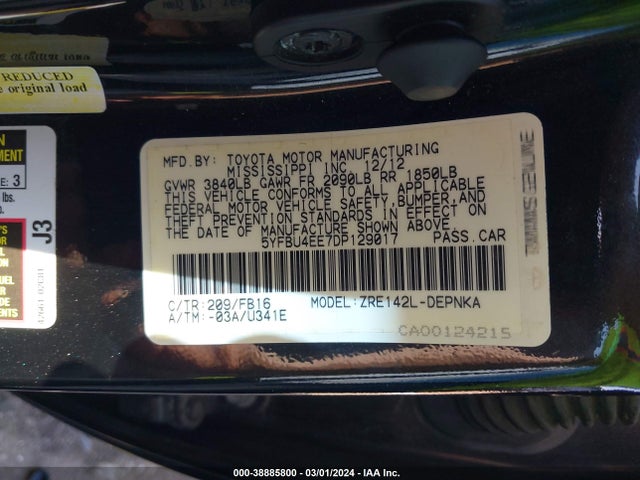 REDUCED
original load
MENT
E: 3
lbs.
J3
MFD.BY: TOYOTA MOTOR MANUFACTURING
MISSISSIPPI INC. 12/12
GVWR 3840LB GAWR FR 2090LB RR 1850LB
THIS VEHICLE CONFORMS TO ALL APPLICABLE
FEDERAL MOTOR VEHICLE SAFETY,BUMPER,AND
THEFT PREVENTION STANDARDS IN EFFECT ON
THE DATE OF MANUFACTURE SHOWN ABOVE.
5YFBU4EE7DP129017 PASS.CAR
C/TR:209/FB16 MODEL:ZRE142L-DEPNKA
A/TM:-03A/U341E
CA00124215
000-38885800 - 03/01/2024 - IAA Inc.